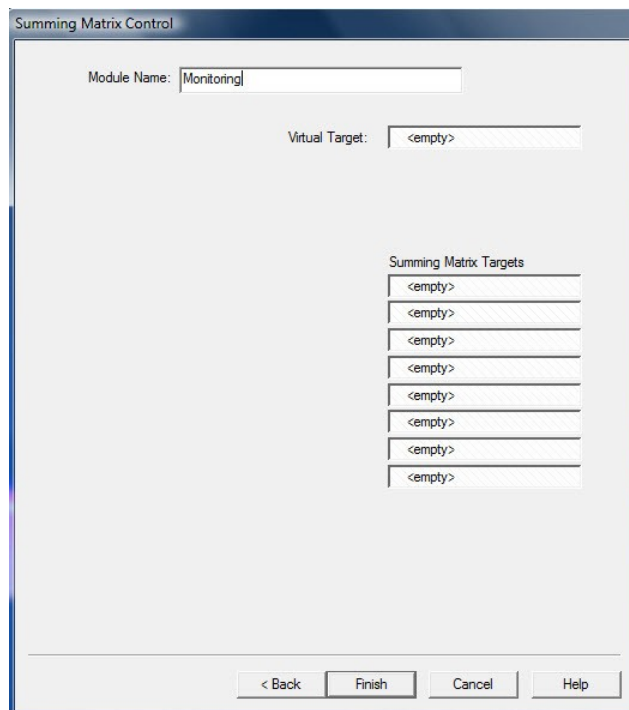 Summing Matrix Control
Module Name: Monitoring
Virtual Target: <empty>
Summing Matrix Targets
<empty>
<empty>
<empty>
<empty>
<empty>
<empty>
<empty>
<empty>
< Back Finish Cancel Help